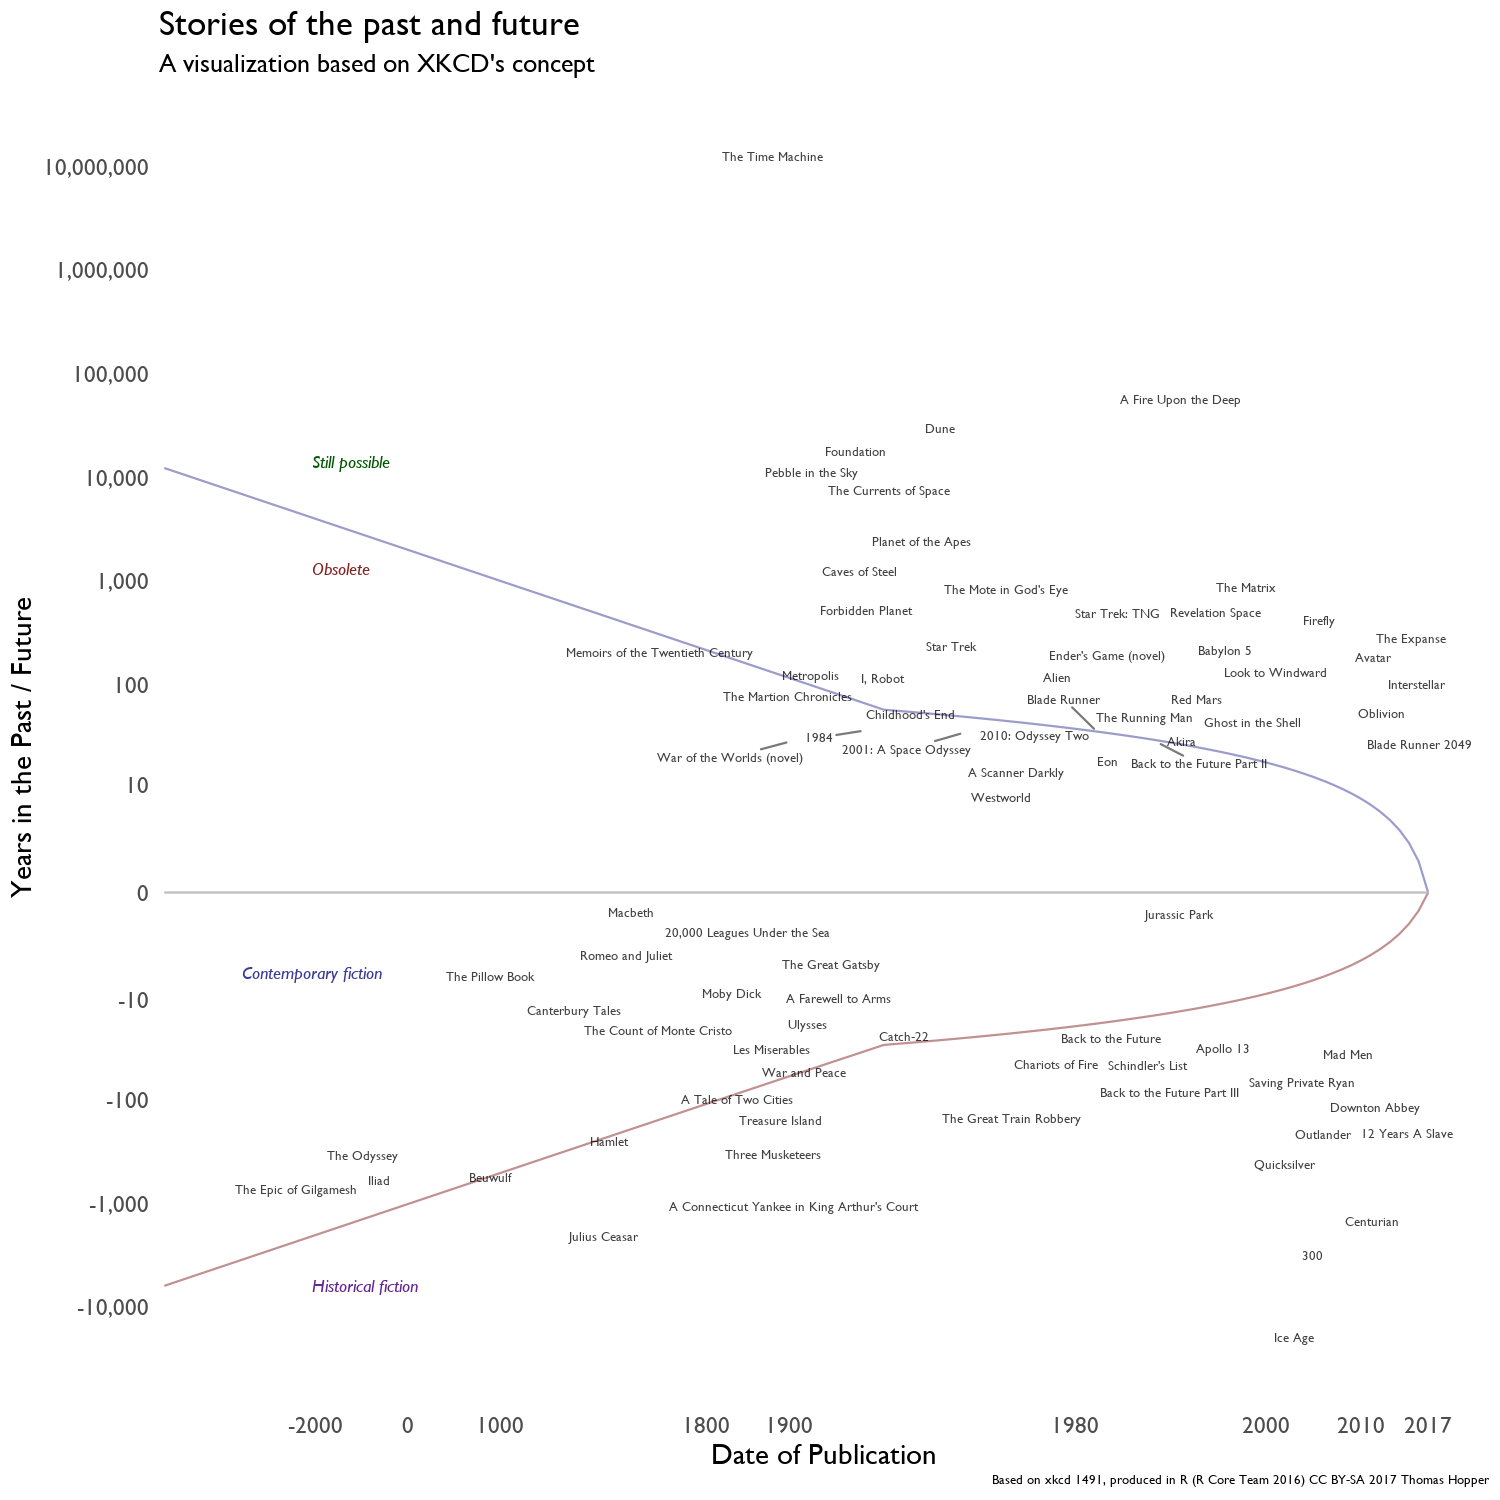 Stories of the past and future
A visualization based on XKCD's concept
The Time Machine
10,000,000
1,000,000
100,000
A Fire Upon the Deep
Dune
Foundation
Still possible
Pebble in the Sky
10,000
The Currents of Space
Planet of the Apes
Obsolete
Caves of Steel
1,000
The Mote in God's Eye
The Matrix
Forbidden Planet
Star Trek: TNG
Revelation Space
Firefly
The Expanse
Memoirs of the Twentieth Century
Star Trek
Ender's Game (novel)
Babylon 5
Avatar
Metropolis
I, Robot
Alien
Look to Windward
100
Interstellar
The Martion Chronicles
Blade Runner
Red Mars
Childhood's End
The Running Man
Ghost in the Shell
Oblivion
1984
2010: Odyssey Two
Akira
Blade Runner 2049
War of the Worlds (novel)
2001: A Space Odyssey
Eon
Back to the Future Part II
A Scanner Darkly
10
Westworld
Years in the Past / Future
0
Macbeth
Jurassic Park
20,000 Leagues Under the Sea
Romeo and Juliet
The Great Gatsby
Contemporary fiction
The Pillow Book
Moby Dick
A Farewell to Arms
-10
Canterbury Tales
Ulysses
The Count of Monte Cristo
Catch-22
Back to the Future
Les Miserables
Apollo 13
Mad Men
War and Peace
Chariots of Fire
Schindler's List
Saving Private Ryan
-100
A Tale of Two Cities
Back to the Future Part III
Downton Abbey
Treasure Island
The Great Train Robbery
Outlander
12 Years A Slave
Hamlet
The Odyssey
Three Musketeers
Quicksilver
Iliad
Beuwulf
The Epic of Gilgamesh
-1,000
A Connecticut Yankee in King Arthur's Court
Centurian
Julius Ceasar
300
Historical fiction
-10,000
Ice Age
-2000
0
1000
1800
1900
1980
2000
2010
2017
Date of Publication
Based on xkcd 1491, produced in R (R Core Team 2016) CC BY-SA 2017 Thomas Hopper